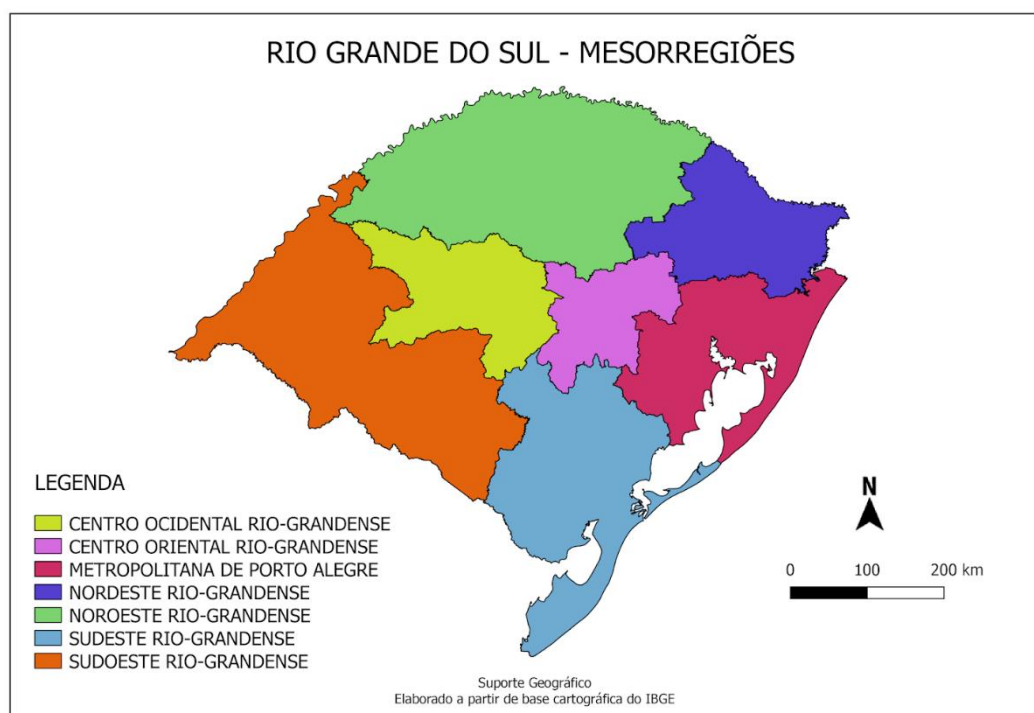 RIO GRANDE DO SUL - MESORREGIÕES
LEGENDA
CENTRO OCIDENTAL RIO-GRANDENSE
CENTRO ORIENTAL RIO-GRANDENSE
METROPOLITANA DE PORTO ALEGRE
NORDESTE RIO-GRANDENSE
NOROESTE RIO-GRANDENSE
SUDESTE RIO-GRANDENSE
SUDOESTE RIO-GRANDENSE
N
0 100 200 km
Suporte Geográfico
Elaborado a partir de base cartográfica do IBGE